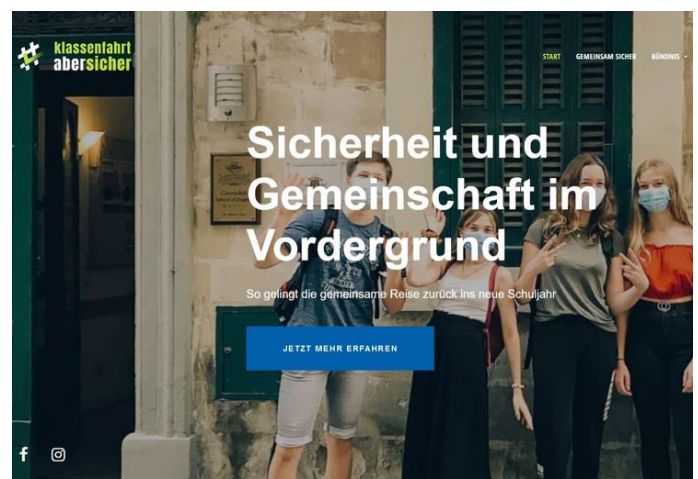 klassenfahrt
abersicher
START GEMEINSAM SICHER BÜNDNIS
Sicherheit und
Gemeinschaft im
Vordergrund
So gelingt die gemeinsame Reise zurück ins neue Schuljahr
JETZT MEHR ERFAHREN